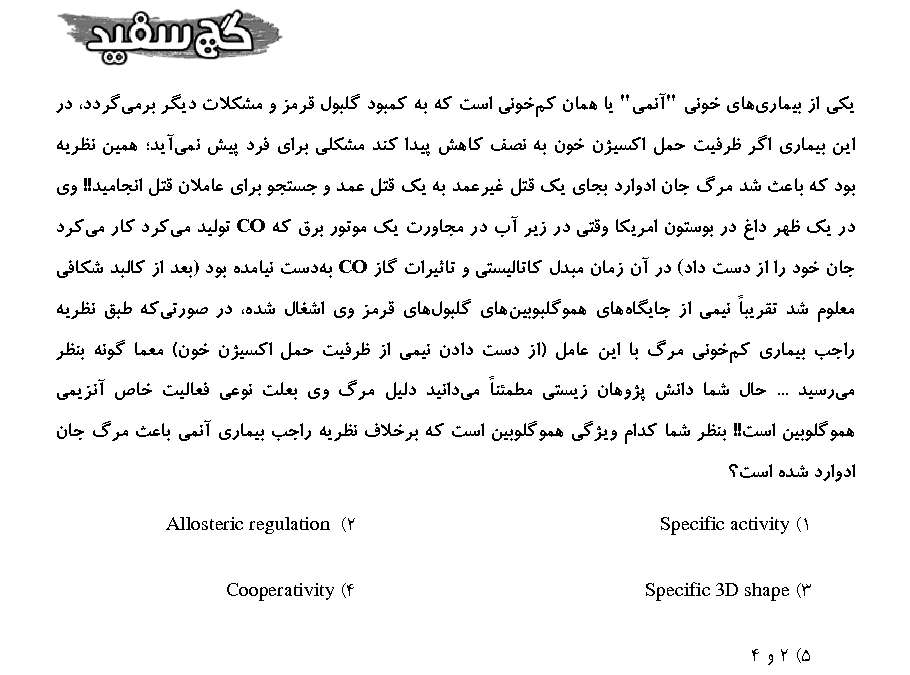 گچ سفید
یکی از بیماری‌های خونی "آنمی" یا همان کم‌خونی است که به کمبود گلبول قرمز و مشکلات دیگر برمی‌گردد، در
این بیماری اگر ظرفیت حمل اکسیژن خون به نصف کاهش پیدا کند مشکلی برای فرد پیش نمی‌آید؛ همین نظریه
بود که باعث شد مرگ جان ادوارد بجای یک قتل غیرعمد به یک قتل عمد و جستجو برای عاملان قتل انجامید!! وی
در یک ظهر داغ در بوستون امریکا وقتی در زیر آب در مجاورت یک موتور برق که CO تولید می‌کرد کار می‌کرد
جان خود را از دست داد) در آن زمان مبدل کاتالیستی و تاثیرات گاز CO به‌دست نیامده بود (بعد از کالبد شکافی
معلوم شد تقریباً نیمی از جایگاه‌های هموگلبوبین‌های گلبول‌های قرمز وی اشغال شده، در صورتی‌که طبق نظریه
راجب بیماری کم‌خونی مرگ با این عامل (از دست دادن نیمی از ظرفیت حمل اکسیژن خون) معما گونه بنظر
می‌رسید ... حال شما دانش پژوهان زیستی مطمئناً می‌دانید دلیل مرگ وی بعلت نوعی فعالیت خاص آنزیمی
هموگلوبین است!! بنظر شما کدام ویژگی هموگلوبین است که برخلاف نظریه راجب بیماری آنمی باعث مرگ جان
ادوارد شده است؟
۱) Specific activity ۲) Allosteric regulation
۳) Specific 3D shape ۴) Cooperativity
۵) ۲ و ۴